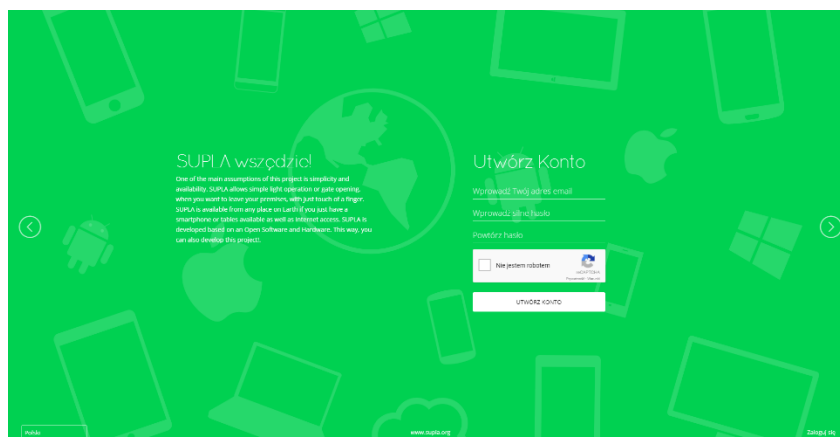 SUPLA wszędzie!
One of the main assumptions of this project is simplicity and
availability. SUPLA allows simple light operation or gate opening,
when you want to leave your premises, with just touch of a finger.
SUPLA is available from any place on Earth if you just have a
smartphone or tables available as well as Internet access. SUPLA is
developed based on an Open Software and Hardware. This way, you
can also develop this project!.
Utwórz Konto
Wprowadź Twój adres email
Wprowadź silne hasło
Powtórz hasło
Nie jestem robotem
reCAPTCHA
UTWÓRZ KONTO
Polski
www.supla.org
Zaloguj się